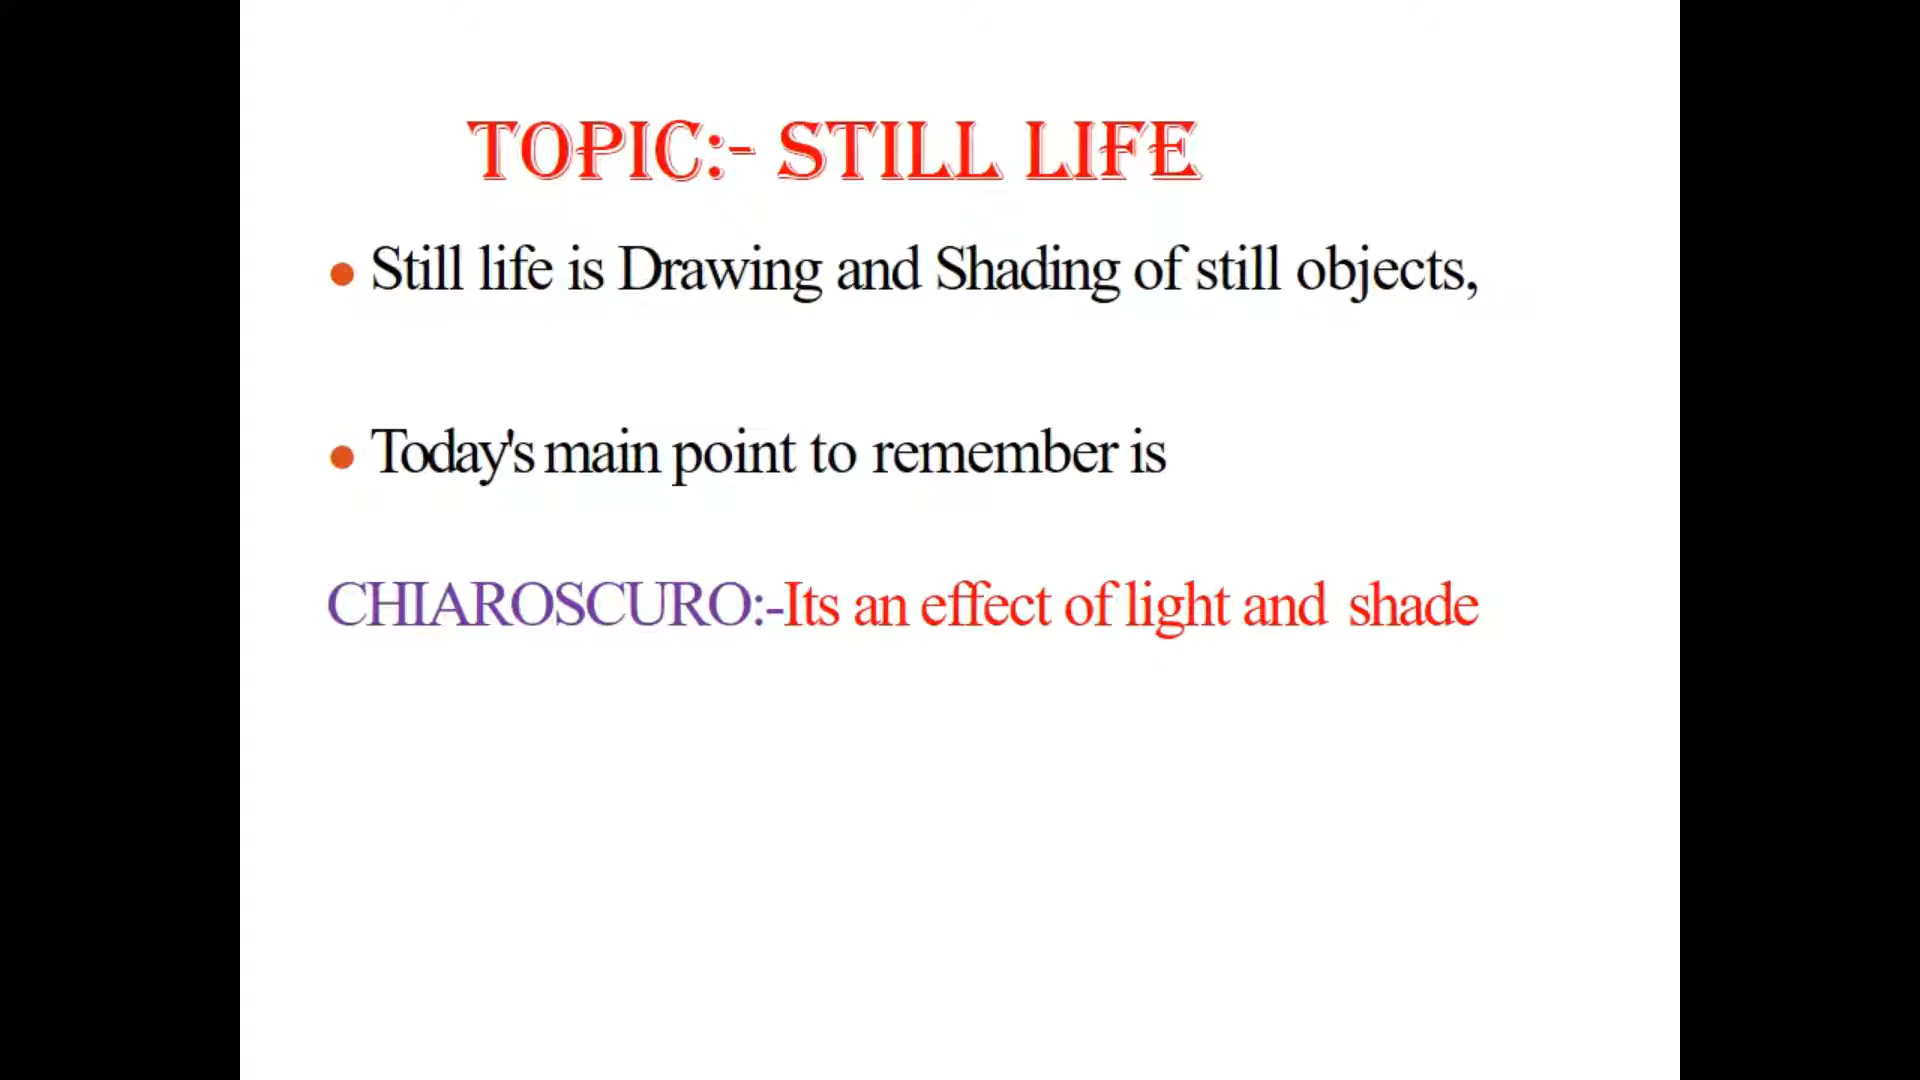 TOPIC:- STILL LIFE
• Still life is Drawing and Shading of still objects,
• Today's main point to remember is
CHIAROSCURO:-Its an effect of light and shade